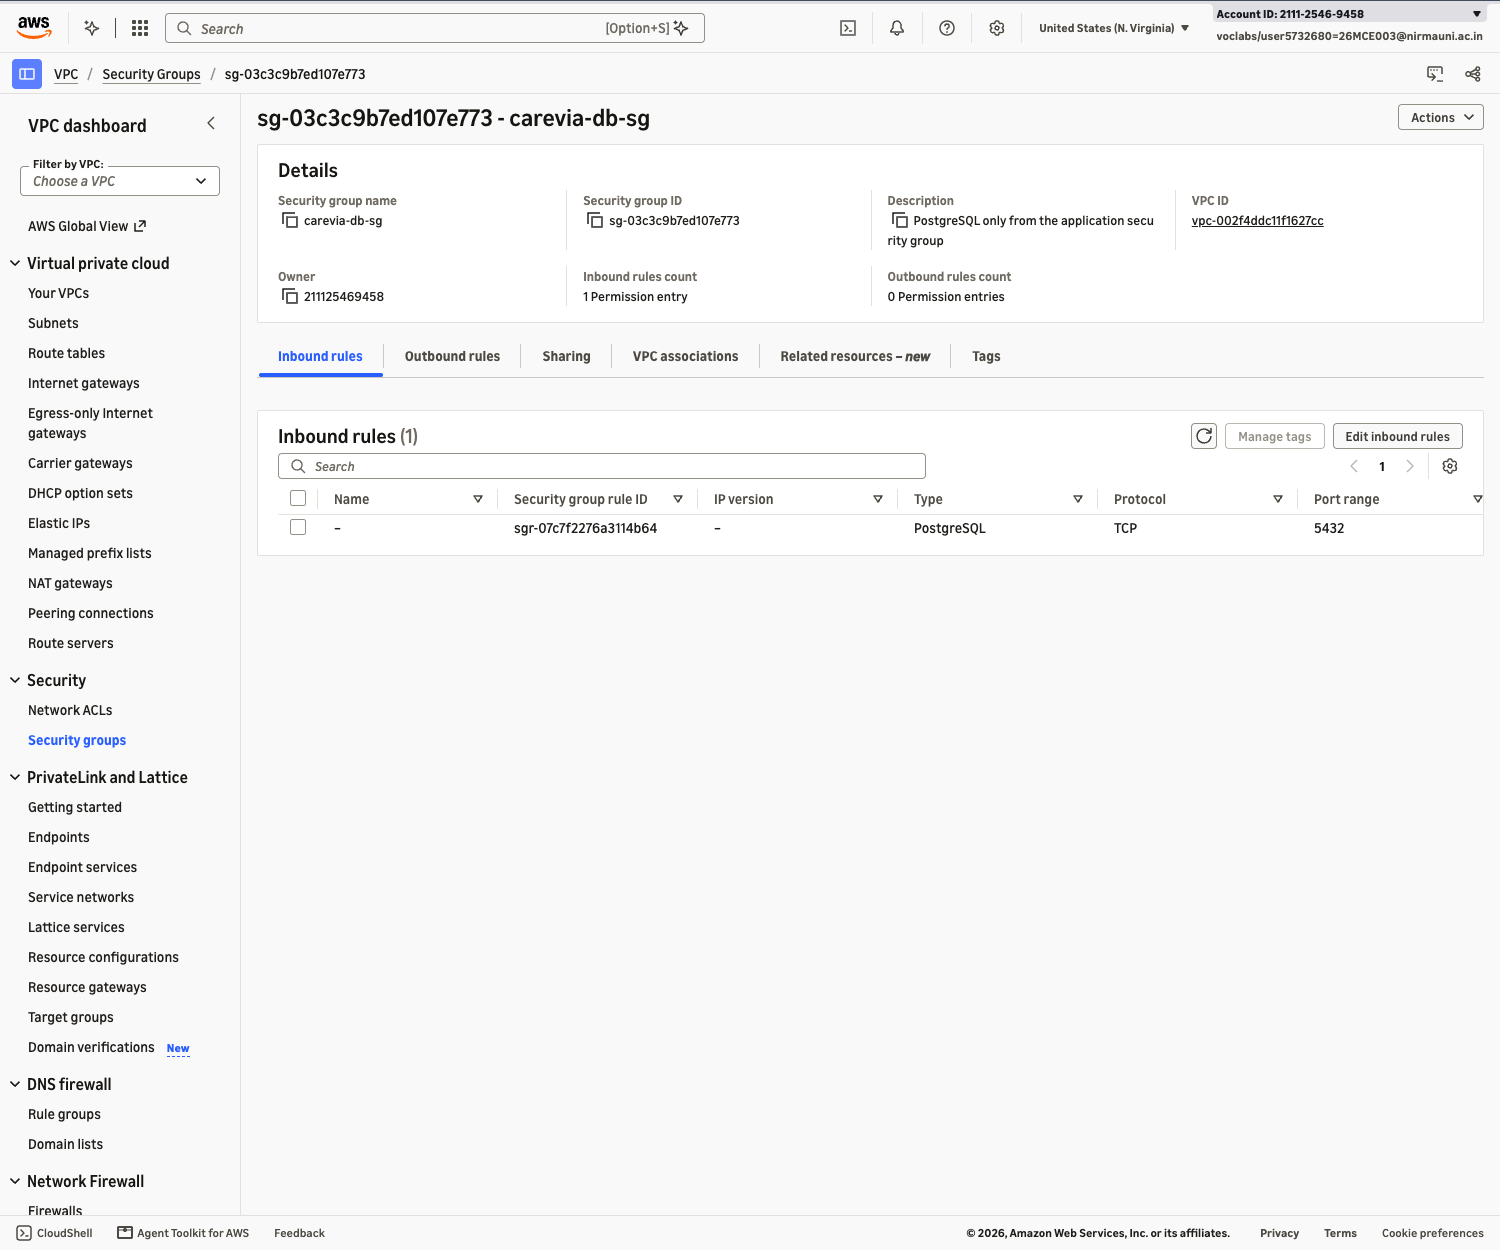 aws
Search
[Option+S]
United States (N. Virginia)
Account ID: 2111-2546-9458
voclabs/user5732680=26MCE003@nirmauni.ac.in
VPC / Security Groups / sg-03c3c9b7ed107e773
VPC dashboard
Filter by VPC:
Choose a VPC
AWS Global View
Virtual private cloud
Your VPCs
Subnets
Route tables
Internet gateways
Egress-only Internet
gateways
Carrier gateways
DHCP option sets
Elastic IPs
Managed prefix lists
NAT gateways
Peering connections
Route servers
Security
Network ACLs
Security groups
PrivateLink and Lattice
Getting started
Endpoints
Endpoint services
Service networks
Lattice services
Resource configurations
Resource gateways
Target groups
Domain verifications New
DNS firewall
Rule groups
Domain lists
Network Firewall
Firewalls
sg-03c3c9b7ed107e773 - carevia-db-sg
Actions
Details
Security group name
carevia-db-sg
Security group ID
sg-03c3c9b7ed107e773
Description
PostgreSQL only from the application secu
rity group
VPC ID
vpc-002f4ddc11f1627cc
Owner
211125469458
Inbound rules count
1 Permission entry
Outbound rules count
0 Permission entries
Inbound rules Outbound rules Sharing VPC associations Related resources – new Tags
Inbound rules (1)
Manage tags Edit inbound rules
Search
1
Name Security group rule ID IP version Type Protocol Port range
– sgr-07c7f2276a3114b64 – PostgreSQL TCP 5432
CloudShell Agent Toolkit for AWS Feedback
© 2026, Amazon Web Services, Inc. or its affiliates. Privacy Terms Cookie preferences